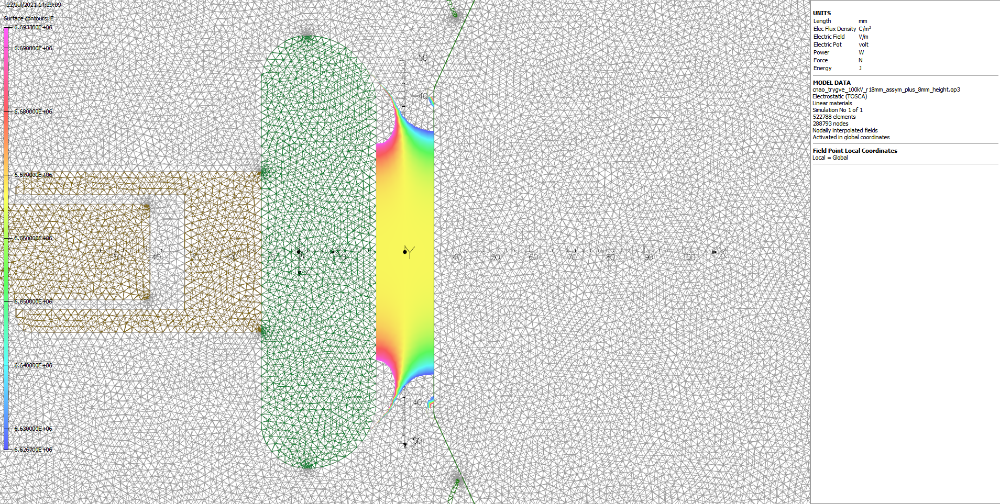 22/Jul/2021 14:29:09
Surface contours: E
6.693300E+06
6.690000E+06
6.680000E+06
6.670000E+06
6.660000E+06
6.650000E+06
6.640000E+06
6.630000E+06
6.626700E+06
50
40
Y
40
50
60
70
80
90
100
X
40
50
Z
UNITS
Length mm
Elec Flux Density C/m²
Electric Field V/m
Electric Pot volt
Power W
Force N
Energy J
MODEL DATA
cnao_trygve_100kV_r18mm_assym_plus_8mm_height.op3
Electrostatic (TOSCA)
Linear materials
Simulation No 1 of 1
522788 elements
288793 nodes
Nodally interpolated fields
Activated in global coordinates
Field Point Local Coordinates
Local = Global